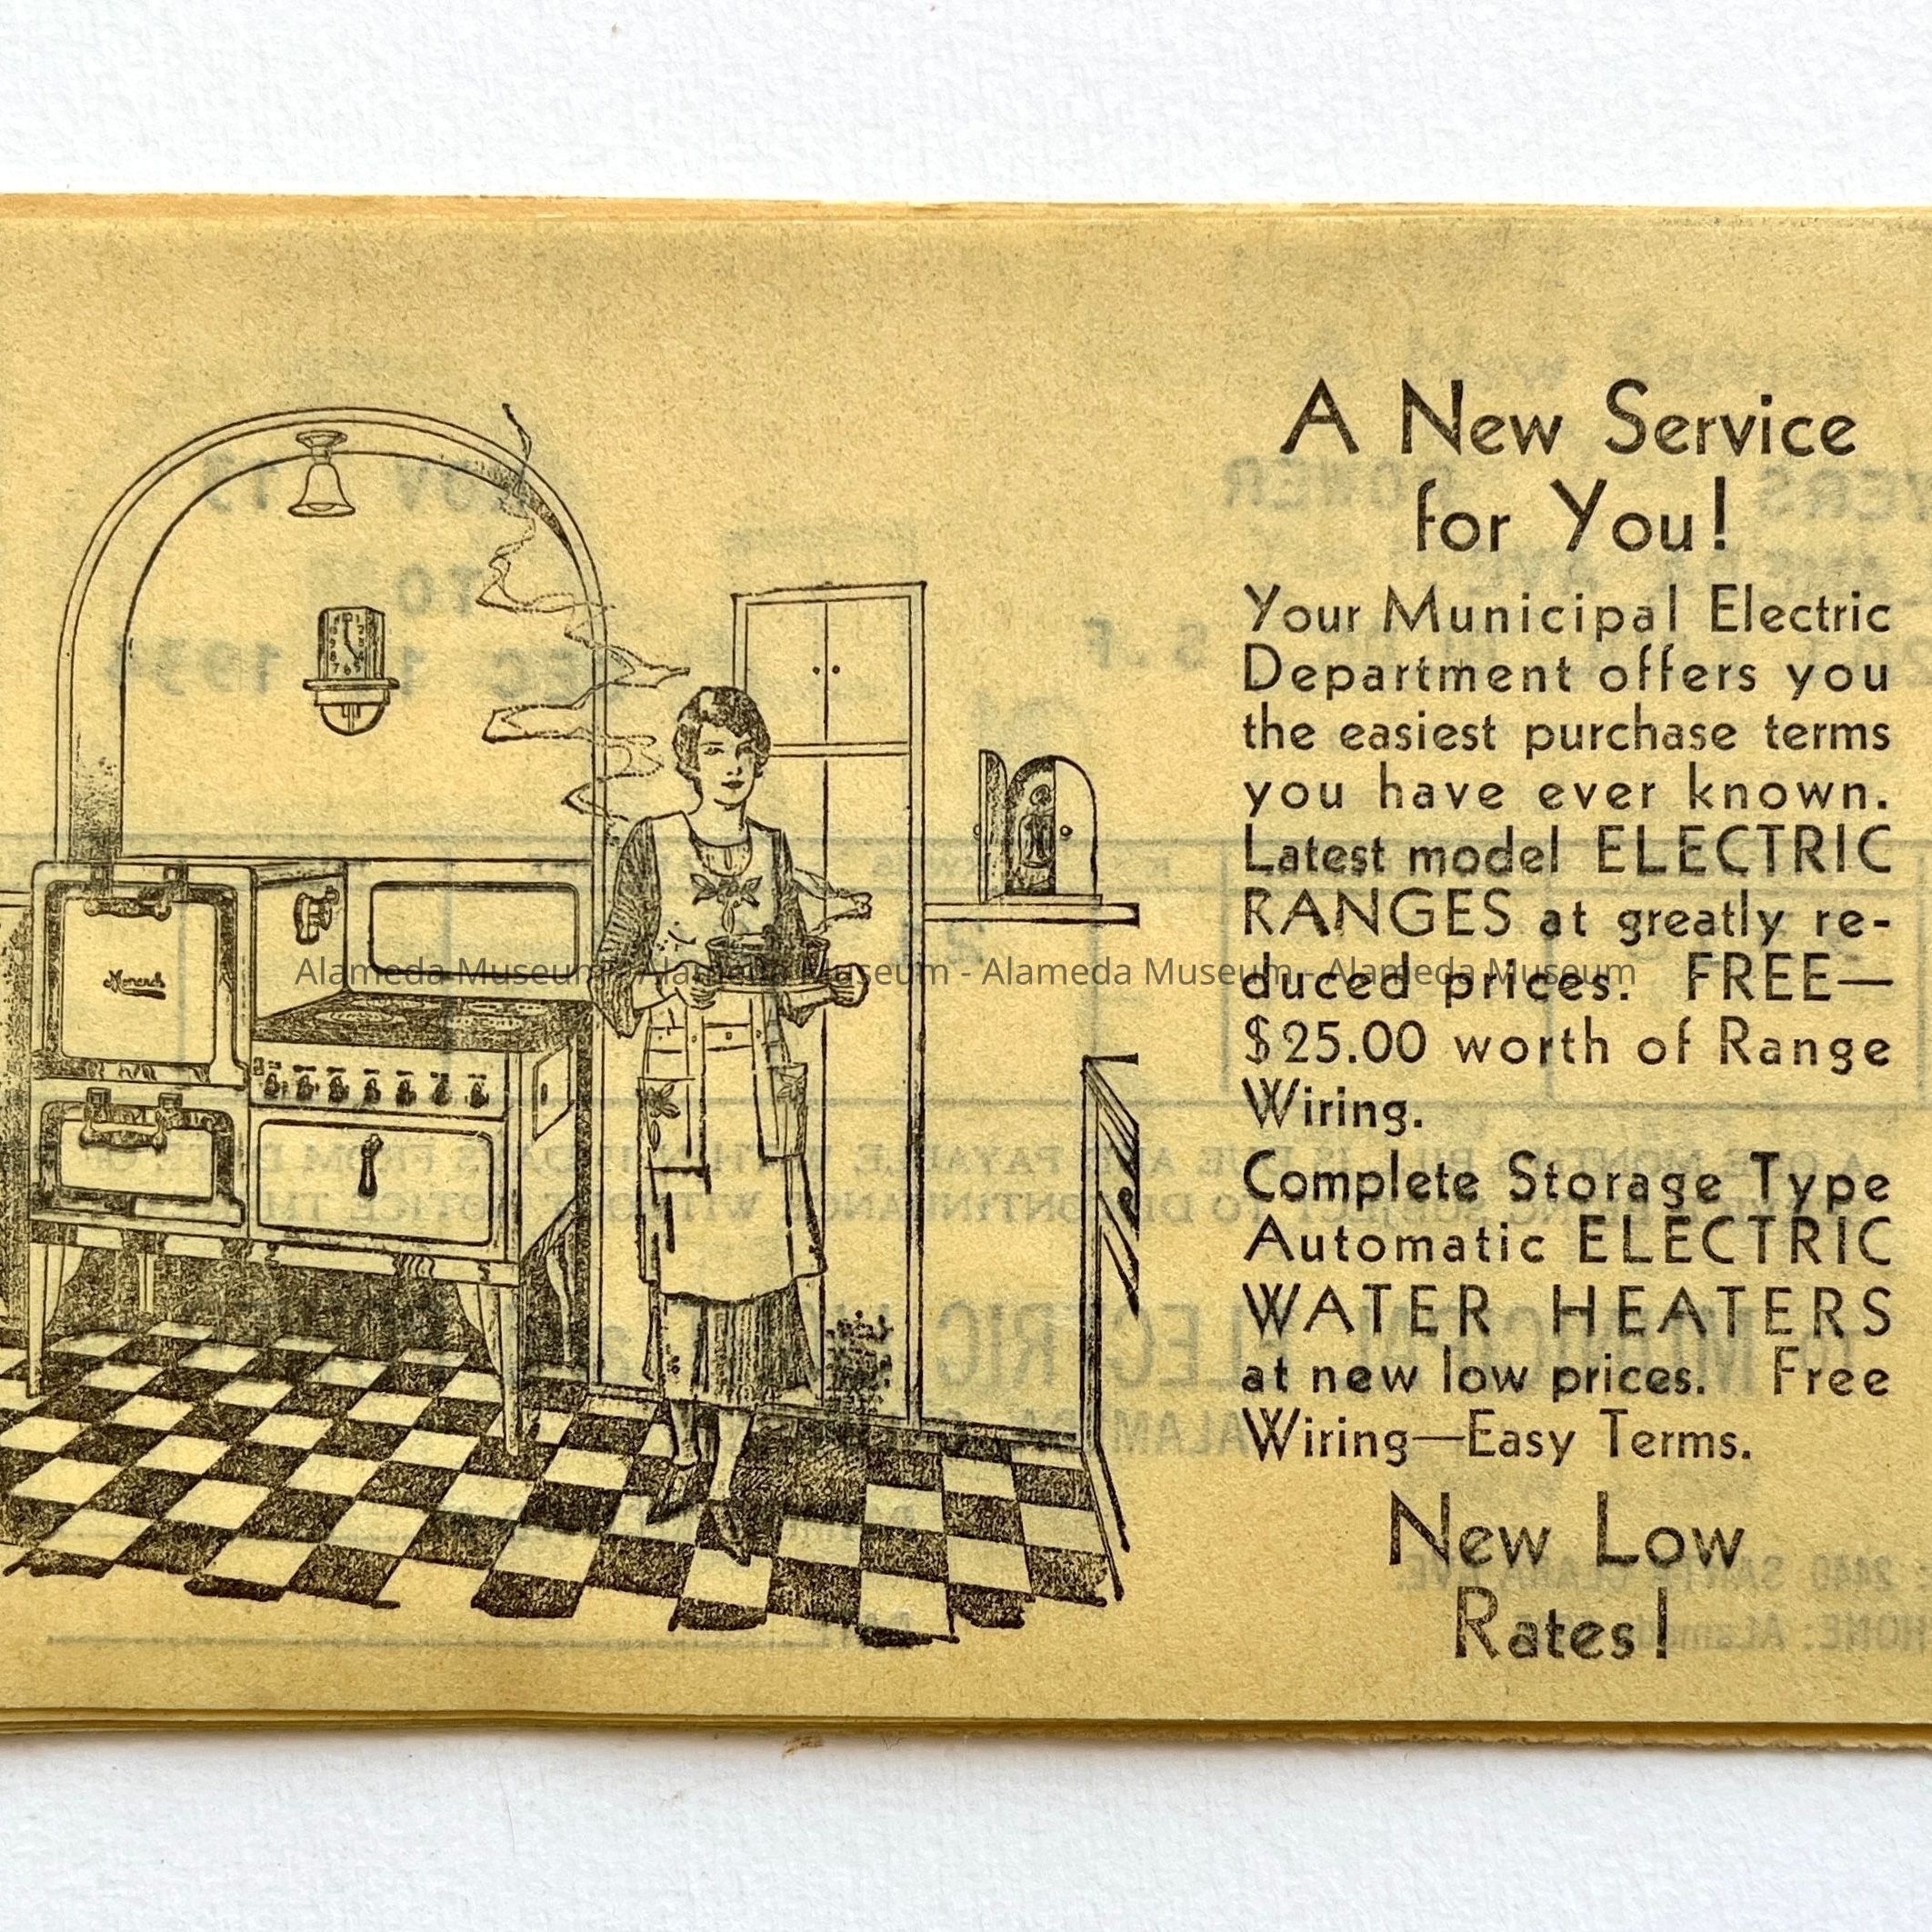 A New Service
for You!
Your Municipal Electric
Department offers you
the easiest purchase terms
you have ever known.
Latest model ELECTRIC
RANGES at greatly re-
duced prices. FREE—
$25.00 worth of Range
Wiring.
Complete Storage Type
Automatic ELECTRIC
WATER HEATERS
at new low prices. Free
Wiring—Easy Terms.
New Low
Rates!
Monarch
Alameda Museum - Alameda Museum - Alameda Museum - Alameda Museum